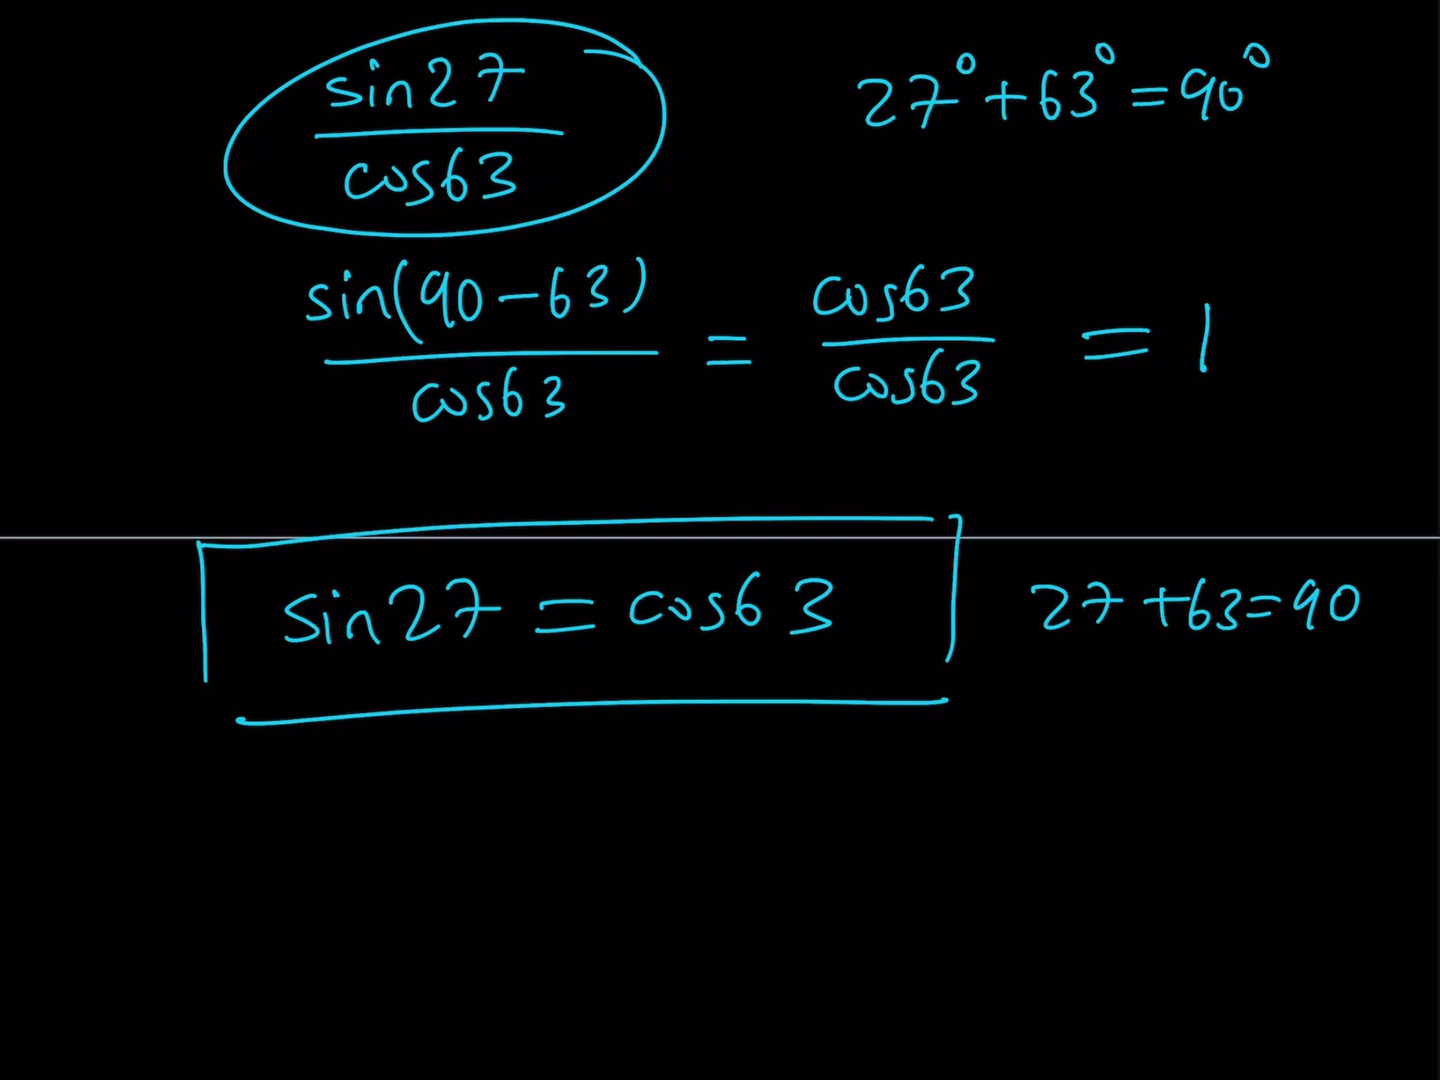 sin27
cos63
27° + 63° = 90°
sin(90 - 63)
cos63
=
cos63
cos63
= 1
sin27 = cos63
27 + 63 = 90